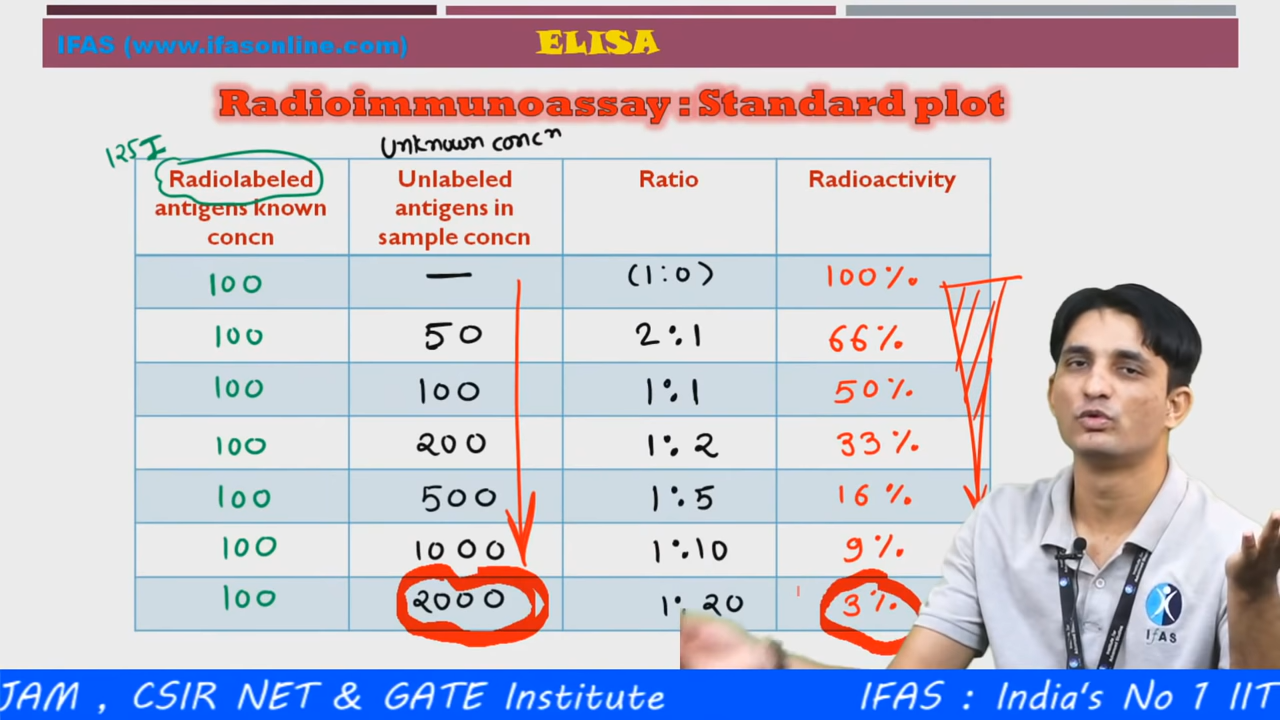 IFAS (www.ifasonline.com)
ELISA
Radioimmunoassay : Standard plot
125I
Unknown concn
Radiolabeled antigens known concn
Unlabeled antigens in sample concn
Ratio
Radioactivity
100 — (1:0) 100%
100 50 2:1 66%
100 100 1:1 50%
100 200 1:2 33%
100 500 1:5 16%
100 1000 1:10 9%
100 2000 1:20 3%
IFAS
JAM , CSIR NET & GATE Institute
IFAS : India's No 1 IIT